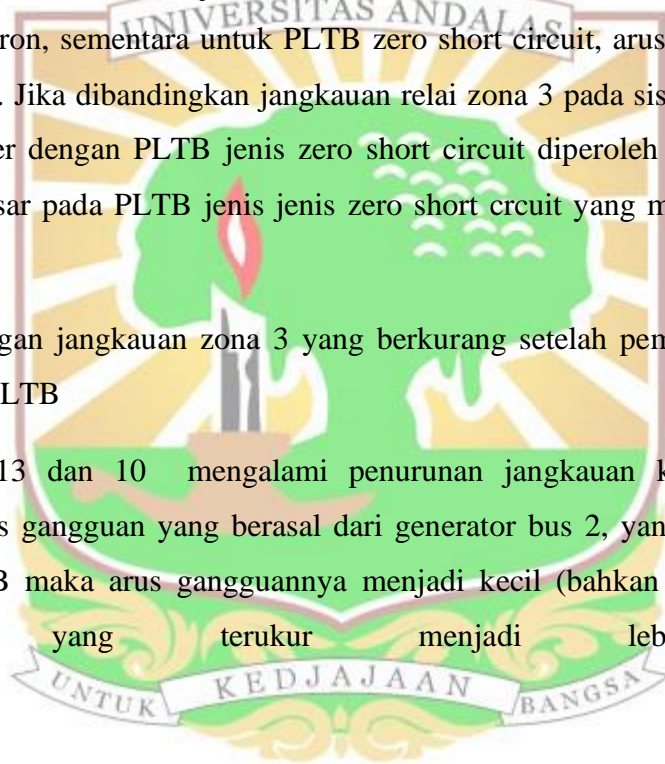 UNIVERSITAS ANDALAS
ron, sementara untuk PLTB zero short circuit, arus
. Jika dibandingkan jangkauan relai zona 3 pada sis
er dengan PLTB jenis zero short circuit diperoleh
sar pada PLTB jenis jenis zero short crcuit yang m
gan jangkauan zona 3 yang berkurang setelah pem
LTB
13 dan 10 mengalami penurunan jangkauan k
s gangguan yang berasal dari generator bus 2, yan
B maka arus gangguannya menjadi kecil (bahkan
yang terukur menjadi leb
UNTUK KEDJAJAAN BANGSA